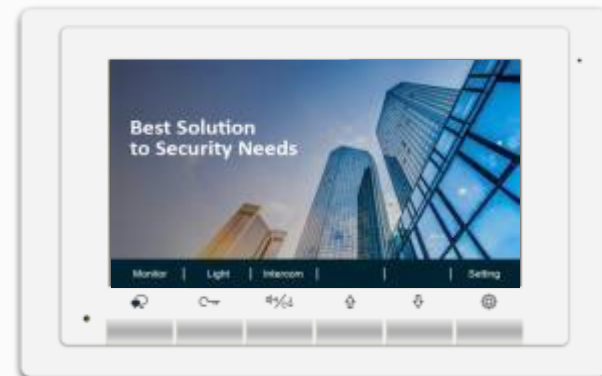 Best Solution
to Security Needs
Monitor | Light | Intercom | | | Setting